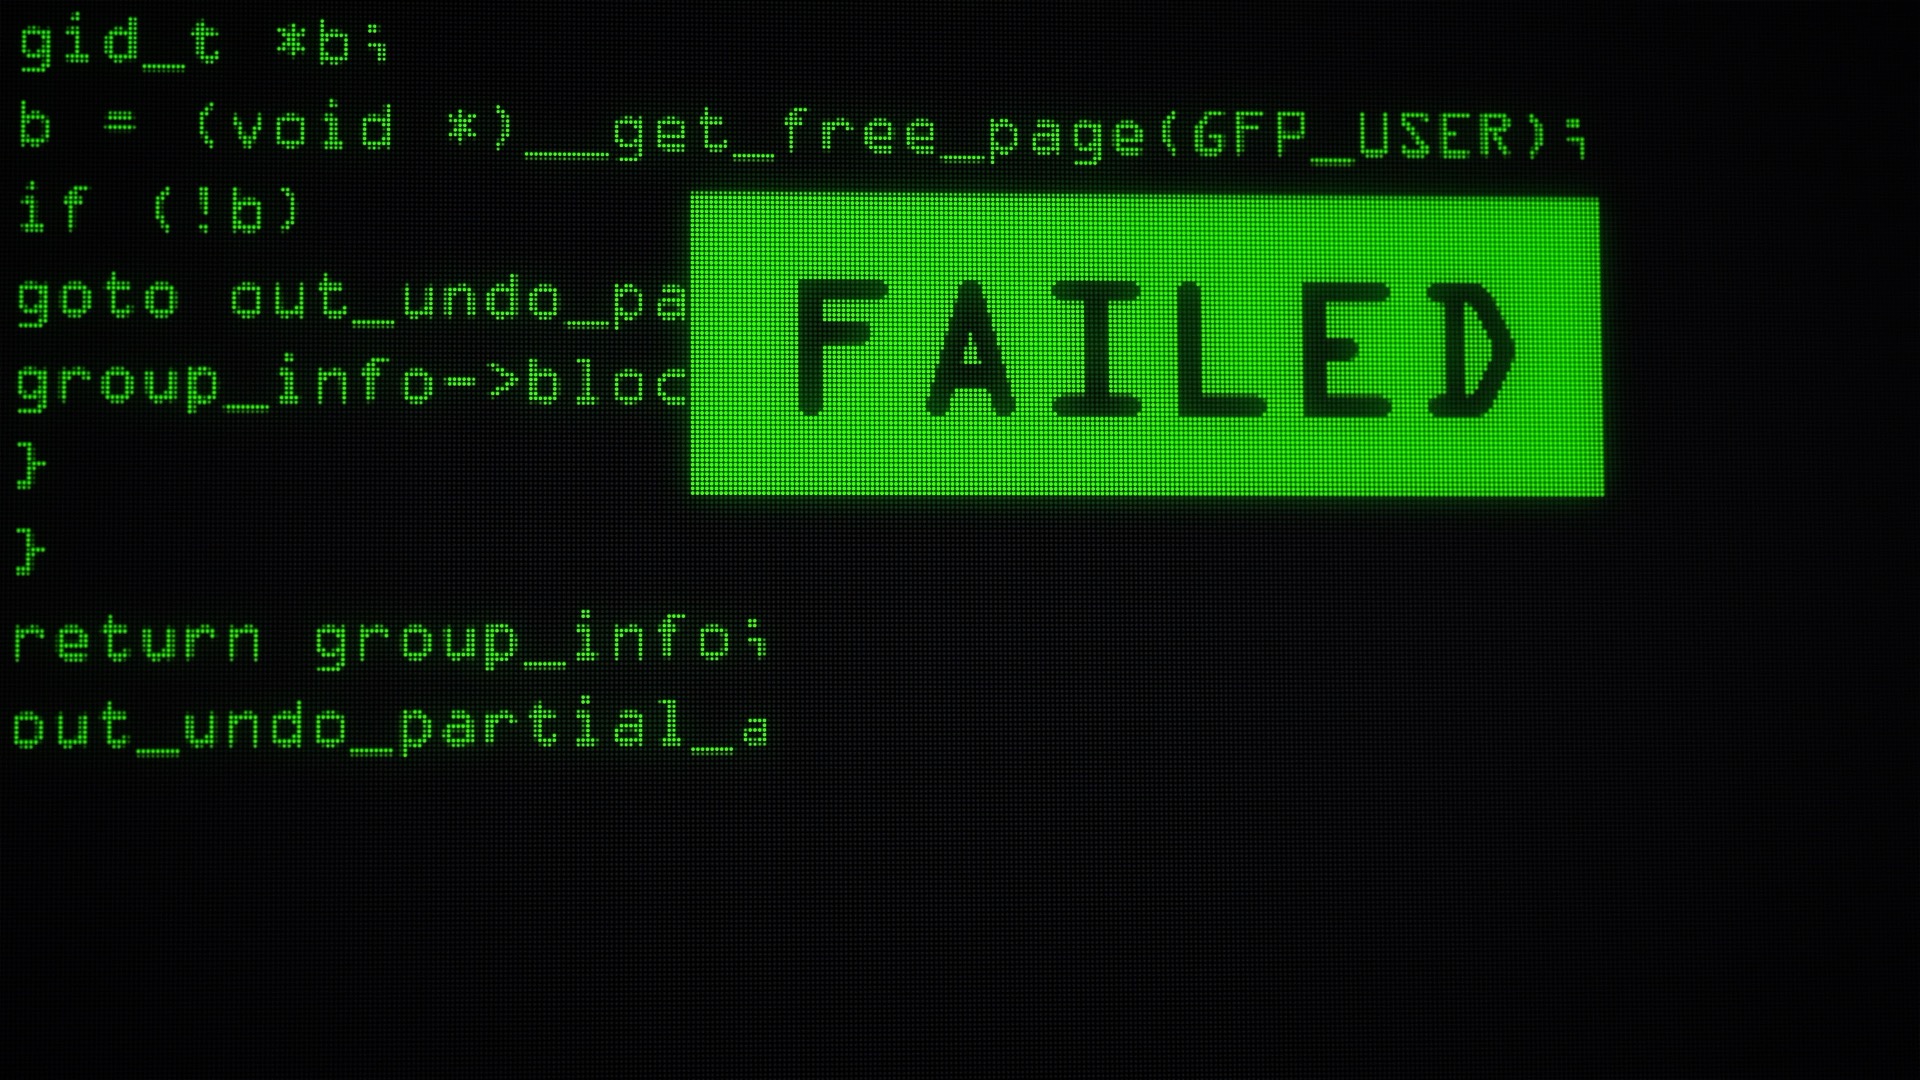 gid_t *b;
b = (void *)__get_free_page(GFP_USER);
if (!b)
goto out_undo_pa
group_info->bloc
FAILED
}
}
return group_info;
out_undo_partial_a